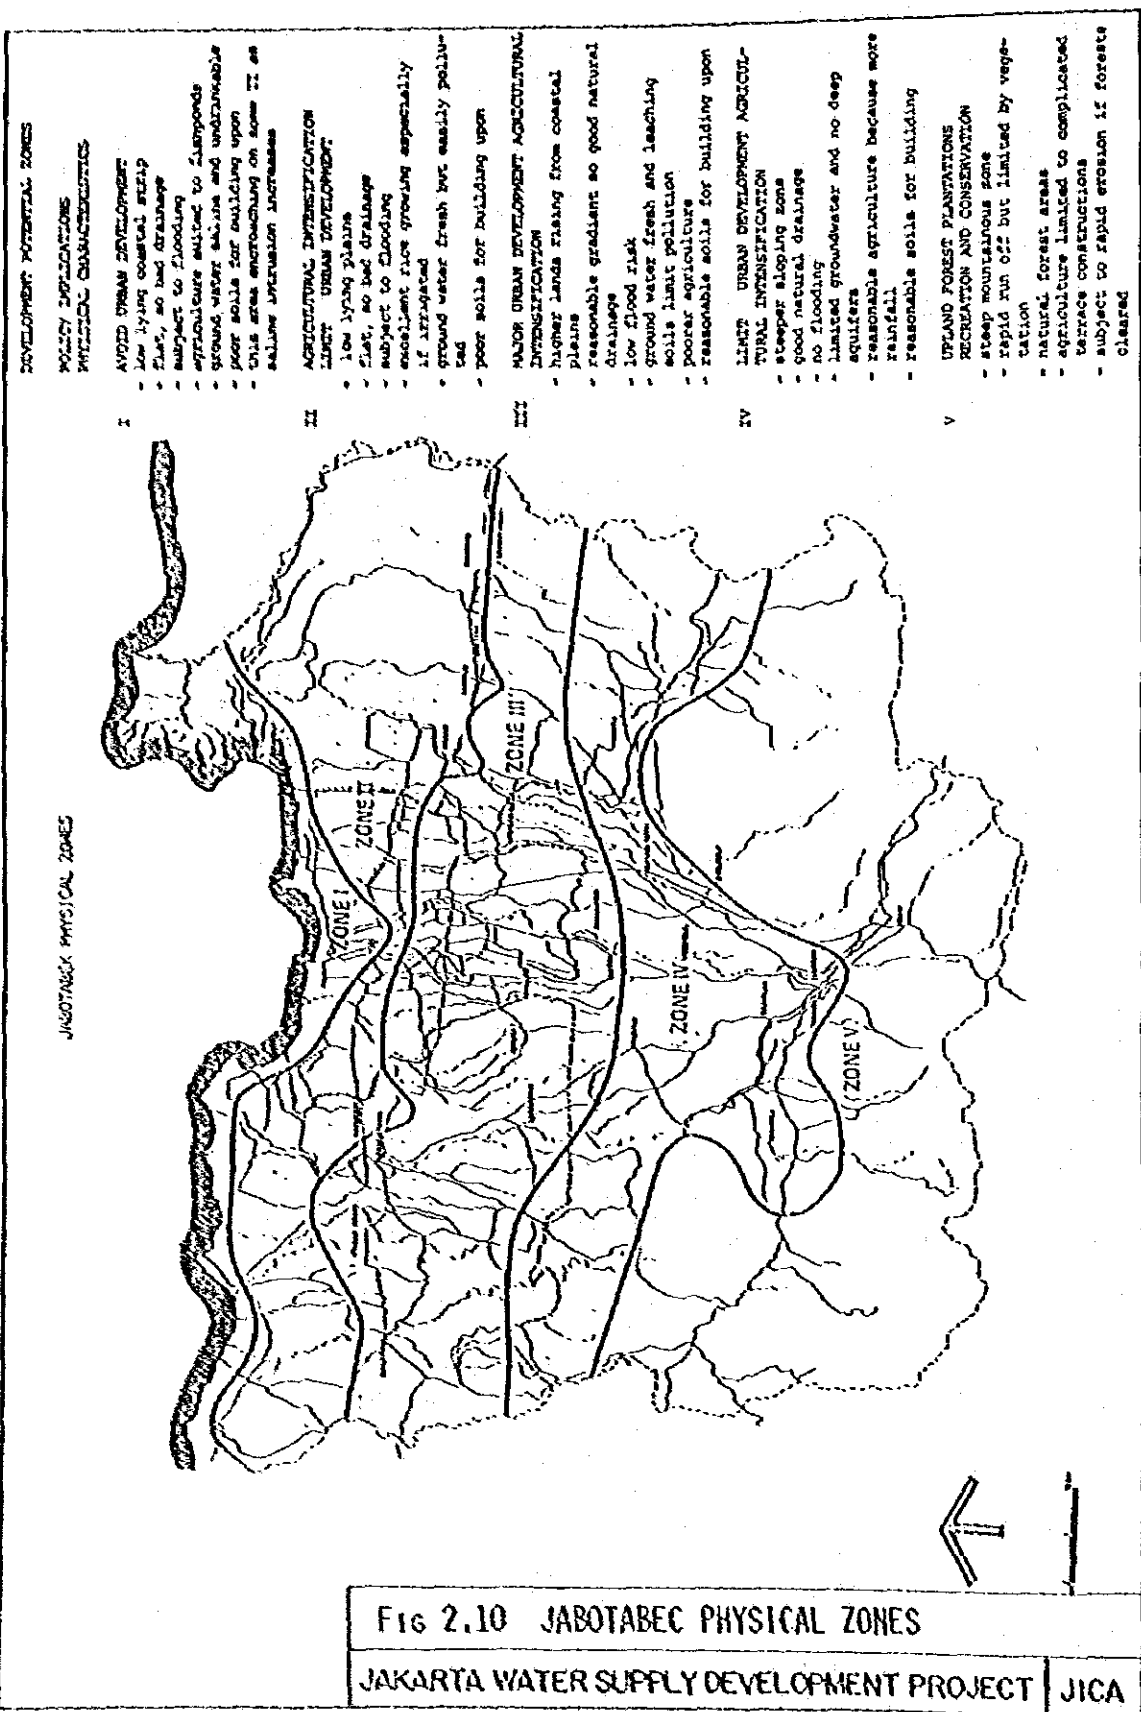 JABOTABEK PHYSICAL ZONES
DEVELOPMENT POTENTIAL ZONES
POLICY IMPLICATIONS
PHYSICAL CHARACTERISTICS
I AVOID URBAN DEVELOPMENT
- low lying coastal strip
- flat, so bad drainage
- subject to flooding
- agriculture suited to fishponds
- ground water saline and undrinkable
- poor soils for building upon
- this area encroaching on zone II as
saline intrusion increases
II AGRICULTURAL INTENSIFICATION
LIMIT URBAN DEVELOPMENT
- low lying plains
- flat, so bad drainage
- subject to flooding
- excellent rice growing especially
if irrigated
- ground water fresh but easily pollu-
ted
- poor soils for building upon
III MAJOR URBAN DEVELOPMENT AGRICULTURAL
INTENSIFICATION
- higher lands rising from coastal
plains
- reasonable gradient so good natural
drainage
- low flood risk
- ground water fresh and leaching
soils limit pollution
- poorer agriculture
- reasonable soils for building upon
IV LIMIT URBAN DEVELOPMENT AGRICUL-
TURAL INTENSIFICATION
- steeper sloping zone
- good natural drainage
- no flooding
- limited groundwater and no deep
aquifers
- reasonable agriculture because more
rainfall
- reasonable soils for building
V UPLAND FOREST PLANTATIONS
RECREATION AND CONSERVATION
- steep mountainous zone
- rapid run off but limited by vege-
tation
- natural forest areas
- agriculture limited to complicated
terrace constructions
- subject to rapid erosion if forests
cleared
ZONE I
ZONE II
ZONE III
ZONE IV
ZONE V
FIG 2.10 JABOTABEC PHYSICAL ZONES
JAKARTA WATER SUPPLY DEVELOPMENT PROJECT JICA